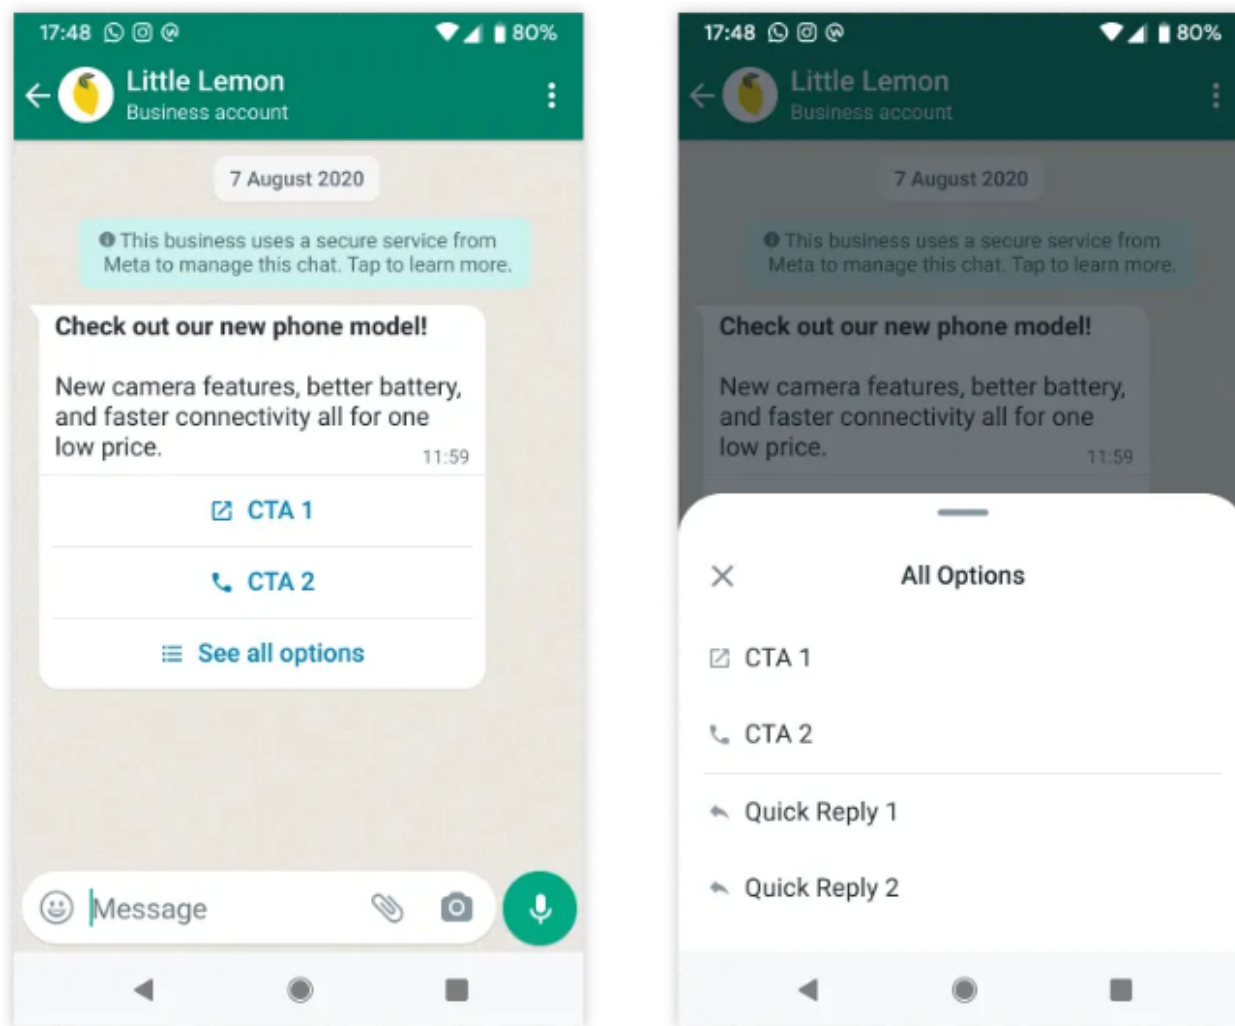 17:48 80%
Little Lemon
Business account
7 August 2020
This business uses a secure service from
Meta to manage this chat. Tap to learn more.
Check out our new phone model!
New camera features, better battery,
and faster connectivity all for one
low price.
11:59
CTA 1
CTA 2
See all options
Message
17:48 80%
Little Lemon
Business account
7 August 2020
This business uses a secure service from
Meta to manage this chat. Tap to learn more.
Check out our new phone model!
New camera features, better battery,
and faster connectivity all for one
low price.
11:59
All Options
CTA 1
CTA 2
Quick Reply 1
Quick Reply 2